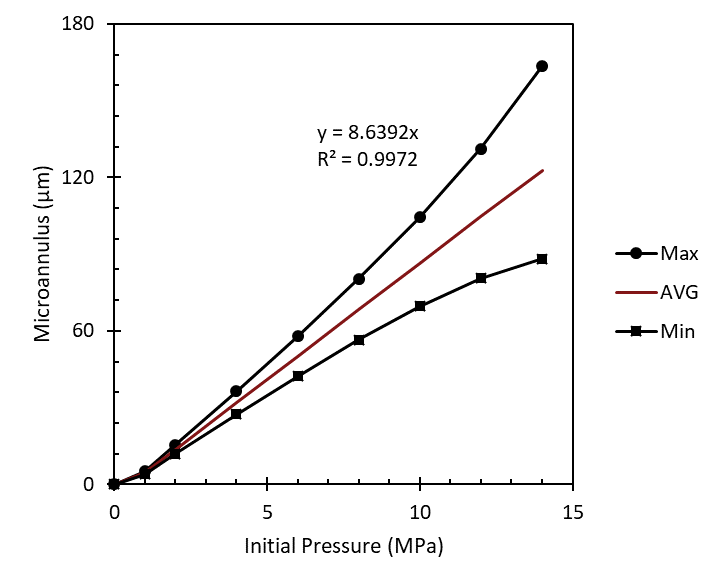 180
120
60
0
Microannulus (µm)
y = 8.6392x
R² = 0.9972
Max
AVG
Min
0 5 10 15
Initial Pressure (MPa)